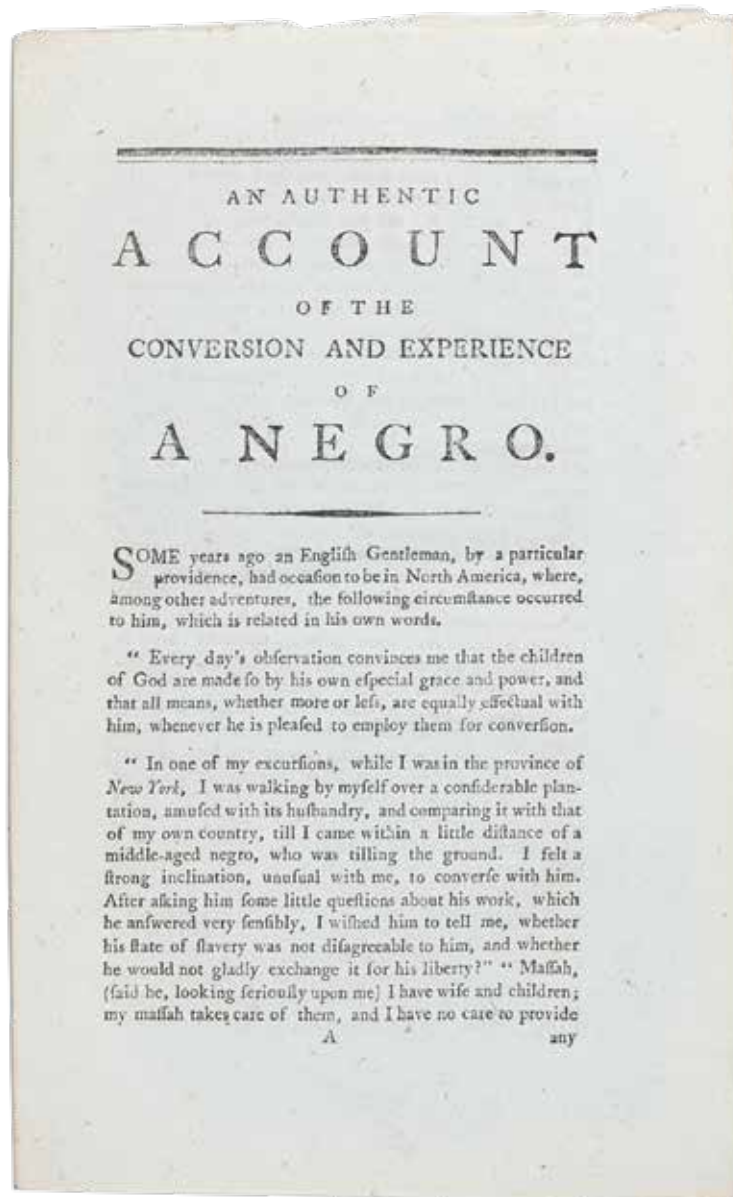 AN AUTHENTIC
ACCOUNT
OF THE
CONVERSION AND EXPERIENCE
OF
A NEGRO.
SOME years ago an Engliſh Gentleman, by a particular
providence, had occaſion to be in North America, where,
among other adventures, the following circumſtance occurred
to him, which is related in his own words.
“ Every day's obſervation convinces me that the children
of God are made ſo by his own eſpecial grace and power, and
that all means, whether more or leſs, are equally effectual with
him, whenever he is pleaſed to employ them for converſion.
“ In one of my excurſions, while I was in the province of
New York, I was walking by myſelf over a conſiderable plan-
tation, amuſed with its huſbandry, and comparing it with that
of my own country, till I came within a little diſtance of a
middle-aged negro, who was tilling the ground. I felt a
ſtrong inclination, unuſual with me, to converſe with him.
After aſking him ſome little queſtions about his work, which
he anſwered very ſenſibly, I wiſhed him to tell me, whether
his ſtate of ſlavery was not diſagreeable to him, and whether
he would not gladly exchange it for his liberty?” “ Maſſah,
(ſaid he, looking ſeriouſly upon me) I have wife and children;
my maſſah takes care of them, and I have no care to provide
A any